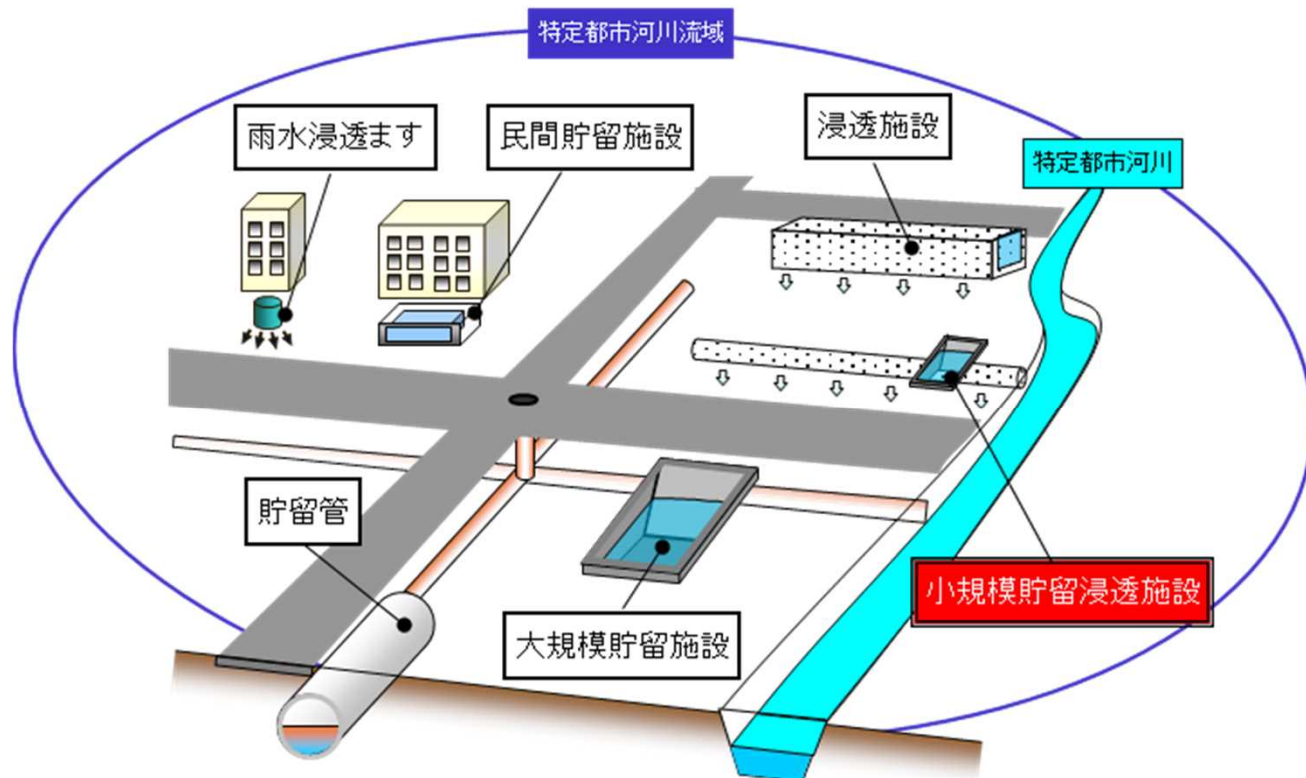 特定都市河川流域
雨水浸透ます
民間貯留施設
浸透施設
特定都市河川
貯留管
大規模貯留施設
小規模貯留浸透施設